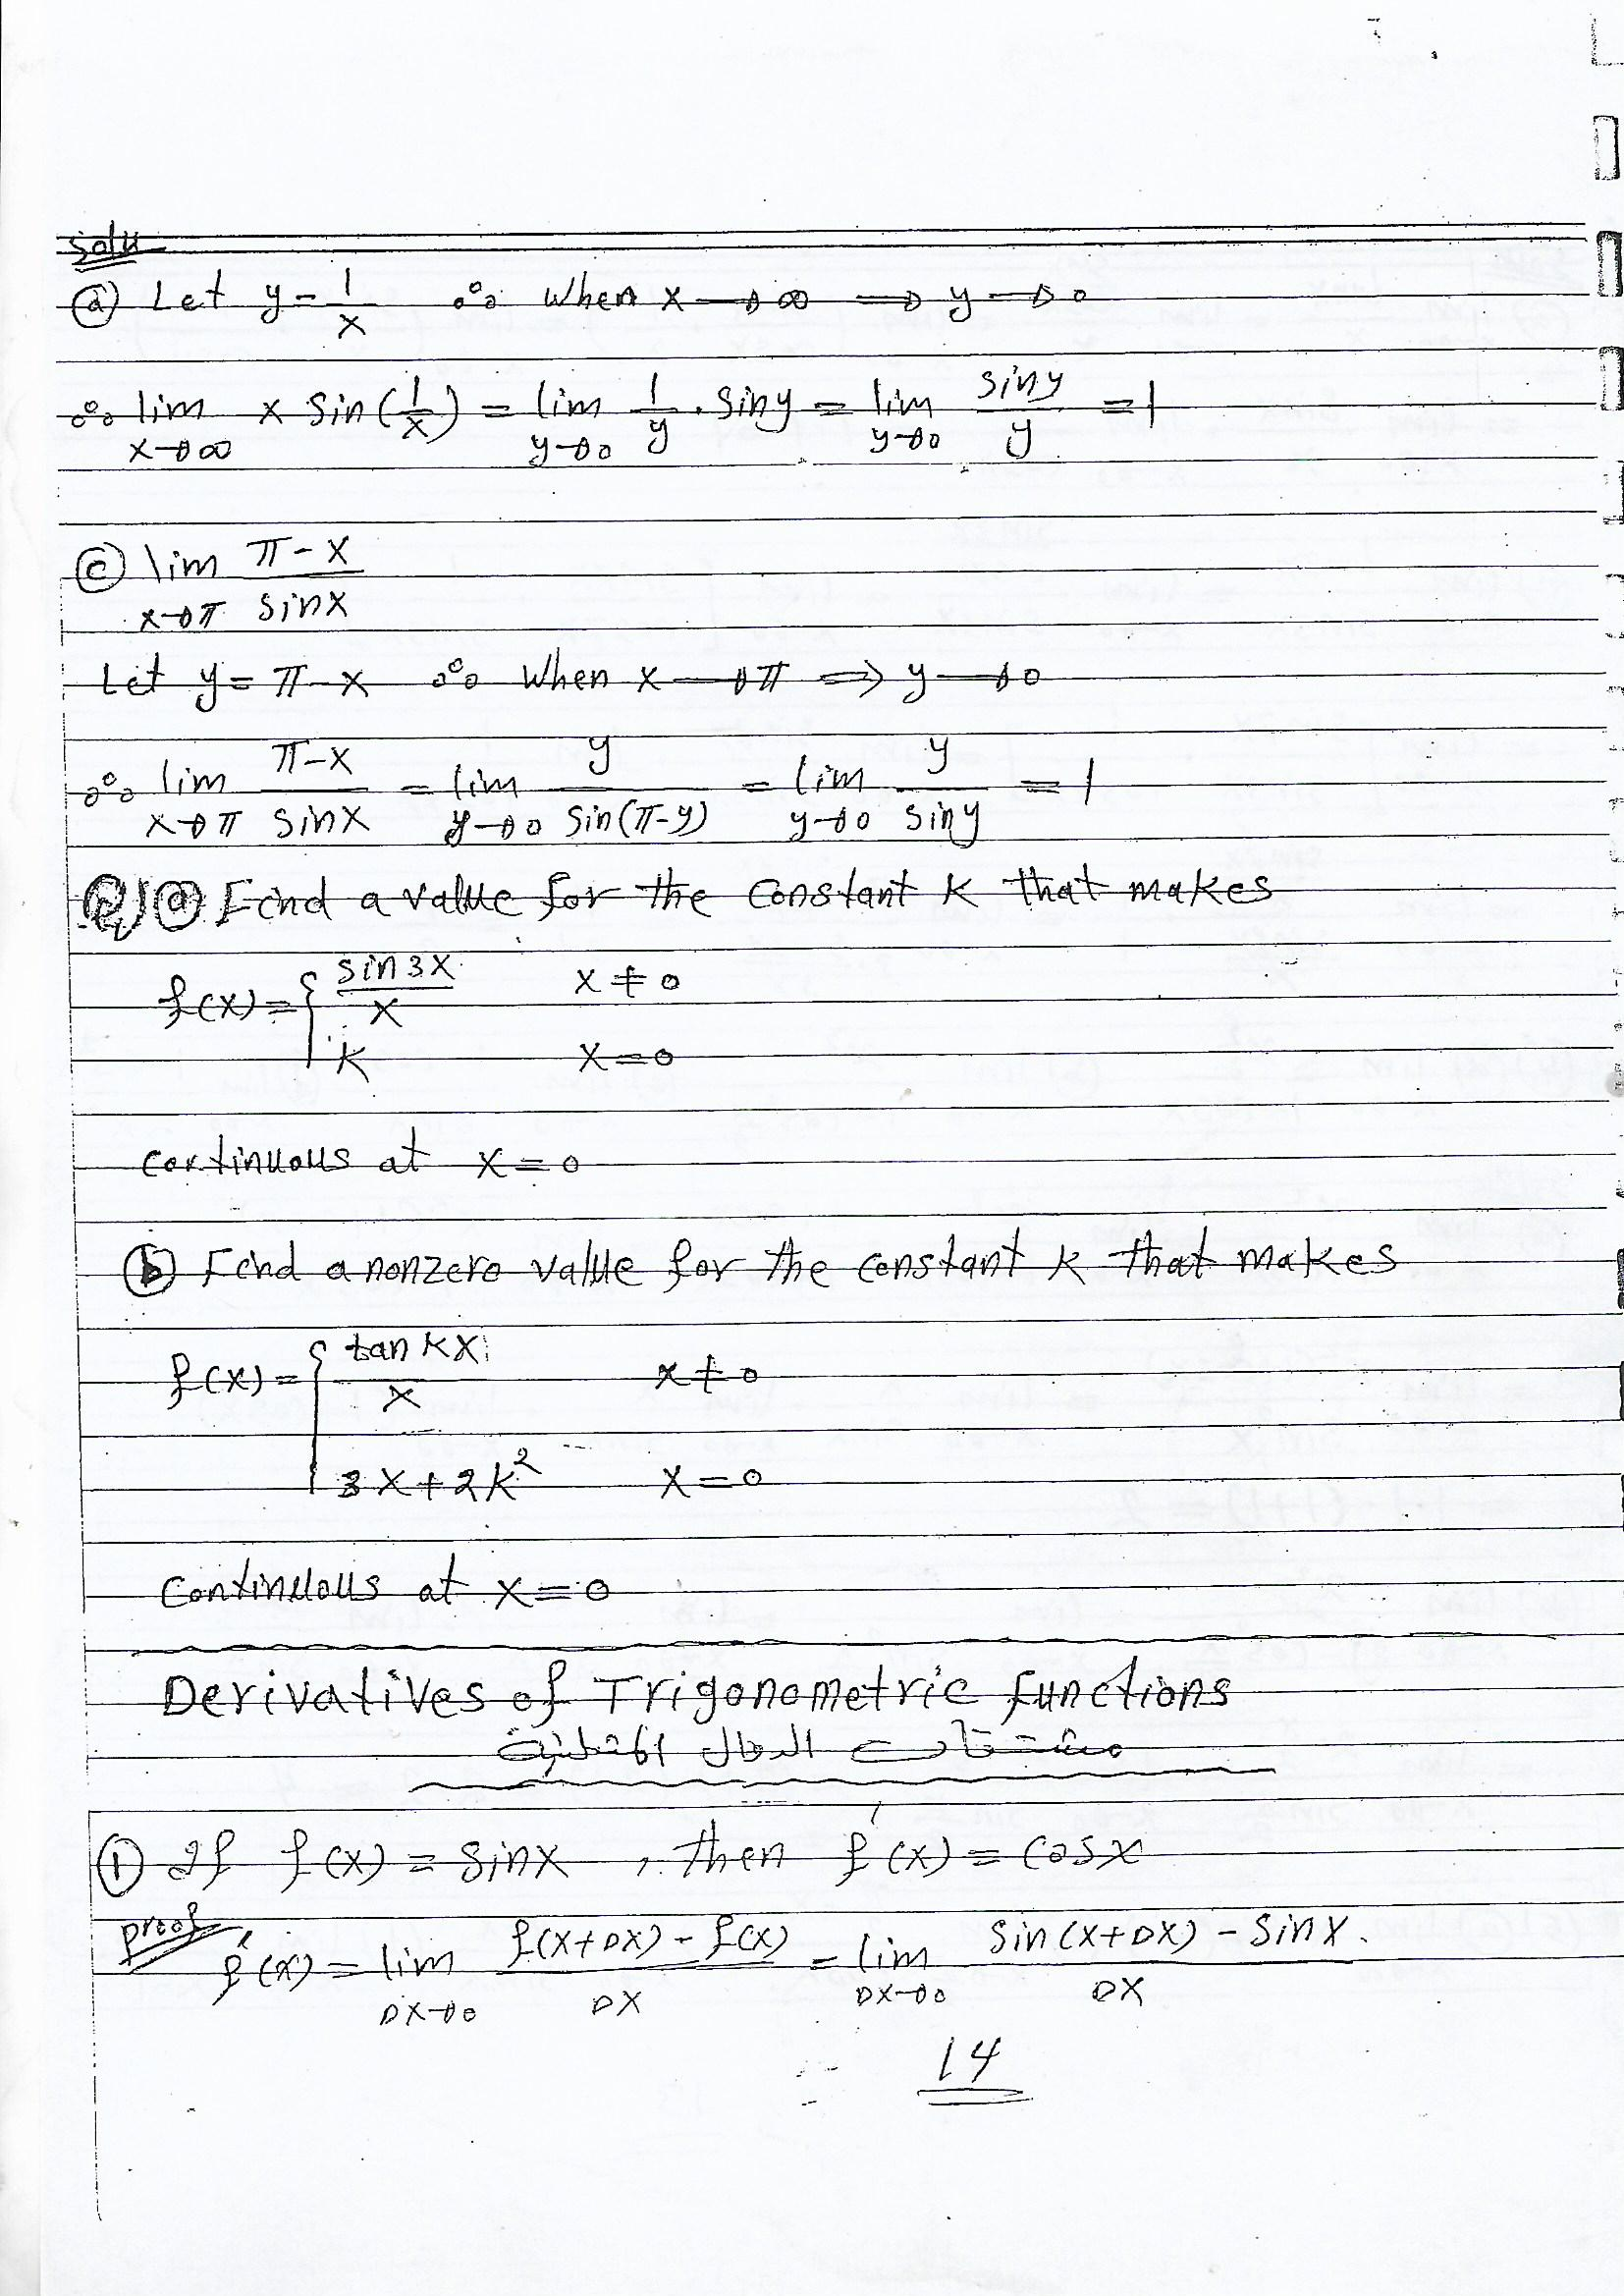 Solu
ⓐ Let y = 1/x ∴ when x → ∞ ⟹ y → 0
∴ lim x→∞ x sin(1/x) = lim y→0 1/y . sin y = lim y→0 sin y / y = 1
ⓒ lim x→π (π - x) / sin x
Let y = π - x ∴ when x → π ⟹ y → 0
∴ lim x→π (π - x) / sin x = lim y→0 y / sin(π - y) = lim y→0 y / sin y = 1
Q/ ⓐ Find a value for the constant k that makes
f(x) = { sin 3x / x x ≠ 0
k x = 0
continuous at x = 0
ⓑ Find a nonzero value for the constant k that makes
f(x) = { tan kx / x x ≠ 0
3x + 2k² x = 0
continuous at x = 0
Derivatives of Trigonometric functions
مشتقات الدوال المثلثية
① If f(x) = sin x , then f′(x) = cos x
proof
f′(x) = lim Δx→0 (f(x+Δx) - f(x)) / Δx = lim Δx→0 (sin(x+Δx) - sin x) / Δx
14